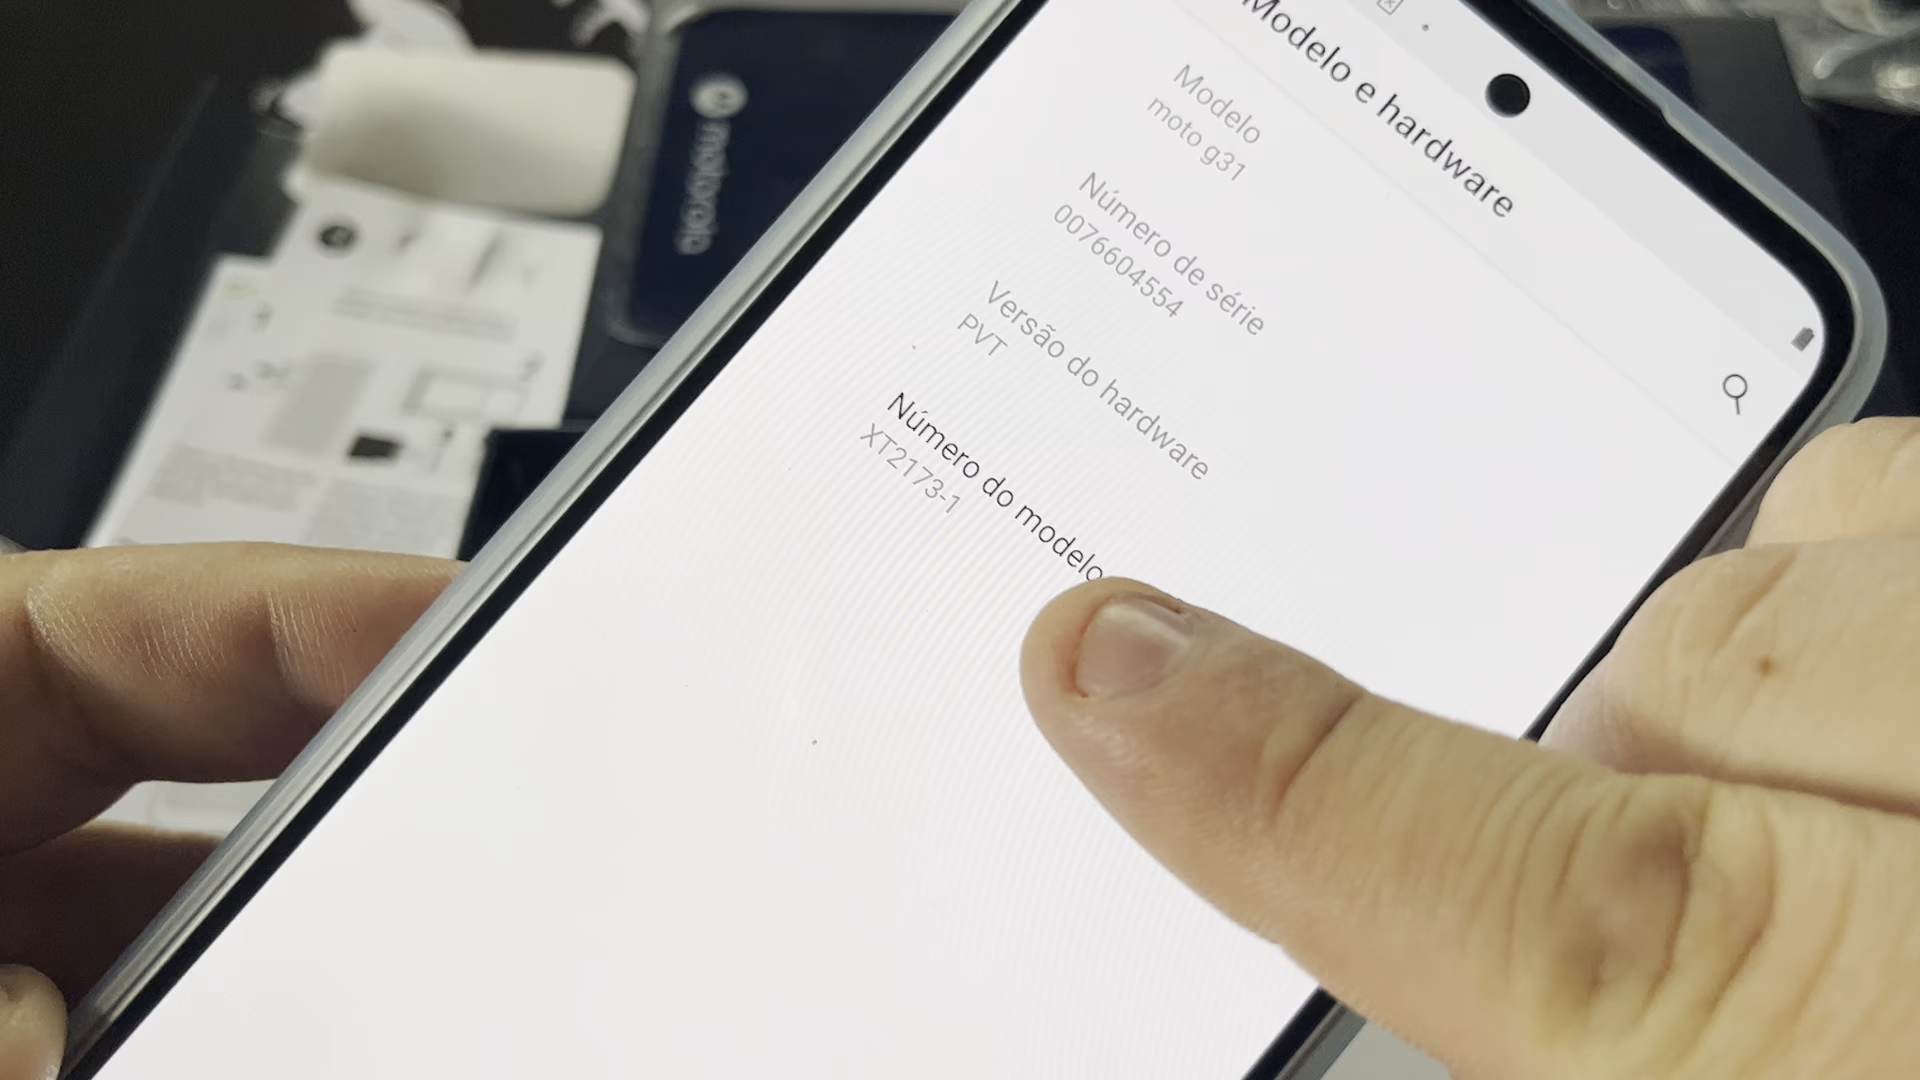 Modelo e hardware
Modelo
moto g31
Número de série
0076604554
Versão do hardware
PVT
Número do modelo
XT2173-1
motorola